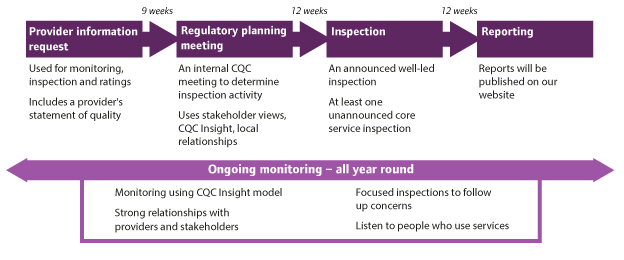 9 weeks
12 weeks
12 weeks
Provider information
request
Regulatory planning
meeting
Inspection
Reporting
Used for monitoring,
inspection and ratings
Includes a provider's
statement of quality
An internal CQC
meeting to determine
inspection activity
Uses stakeholder views,
CQC Insight, local
relationships
An announced well-led
inspection
At least one
unannounced core
service inspection
Reports will be
published on our
website
Ongoing monitoring – all year round
Monitoring using CQC Insight model
Strong relationships with
providers and stakeholders
Focused inspections to follow
up concerns
Listen to people who use services